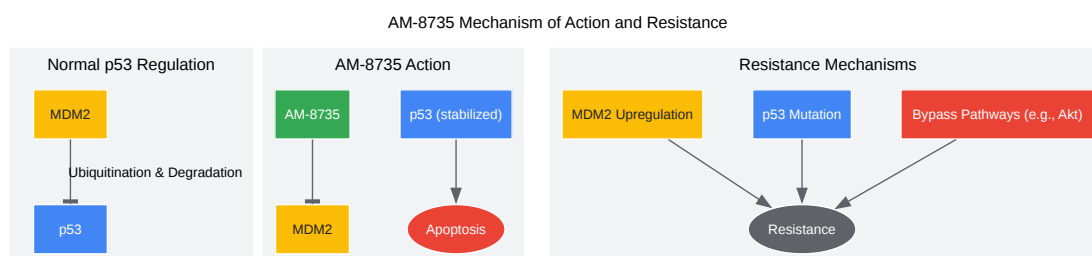 AM-8735 Mechanism of Action and Resistance
Normal p53 Regulation
MDM2
Ubiquitination & Degradation
p53
AM-8735 Action
AM-8735
p53 (stabilized)
MDM2
Apoptosis
Resistance Mechanisms
MDM2 Upregulation
p53 Mutation
Bypass Pathways (e.g., Akt)
Resistance